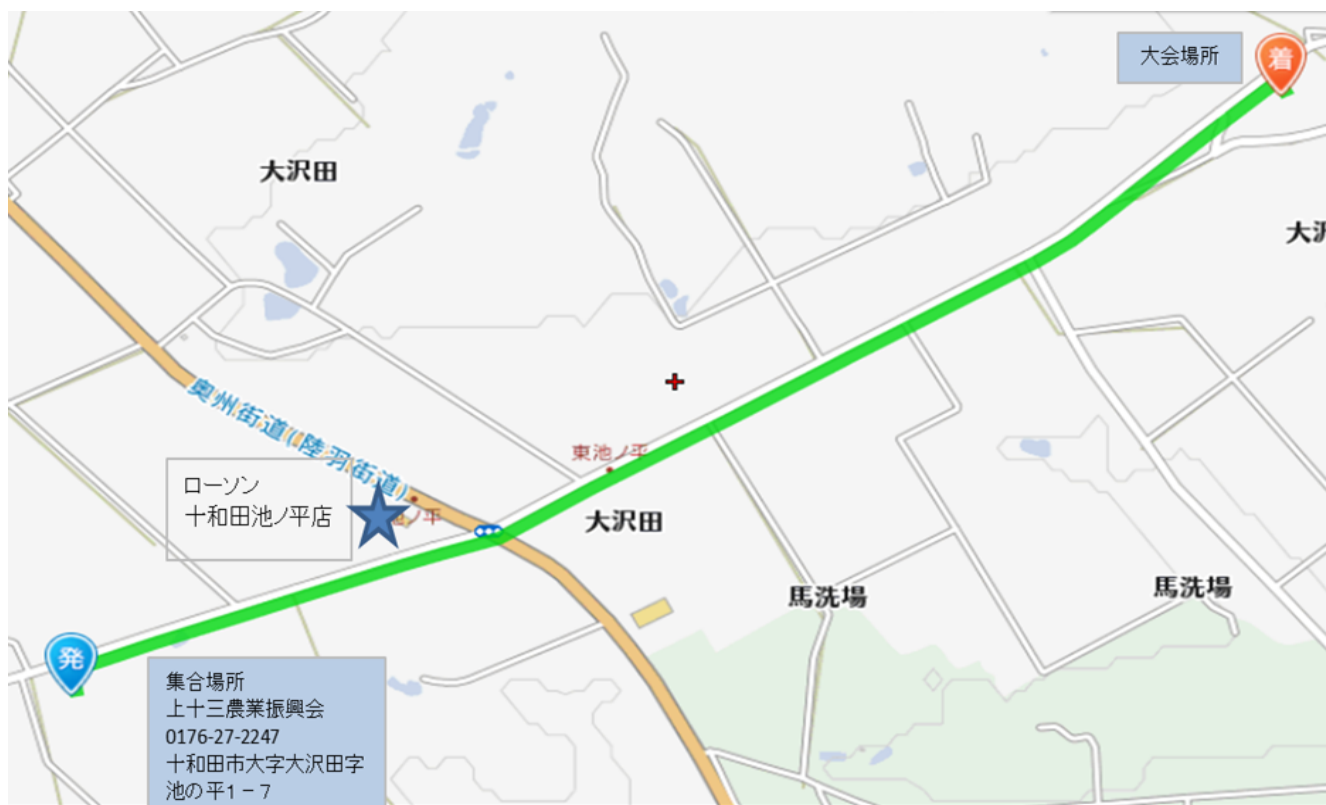 大会場所
着
大沢田
大沢
奥州街道(陸羽街道)
東池ノ平
ローソン
十和田池ノ平店
池ノ平
大沢田
馬洗場
馬洗場
発
集合場所
上十三農業振興会
0176-27-2247
十和田市大字大沢田字
池の平1－7